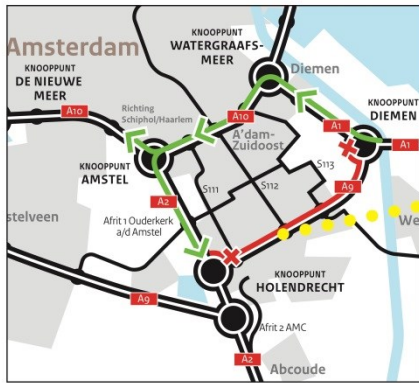 Amsterdam
KNOOPPUNT
WATERGRAAFS-
MEER
KNOOPPUNT
DE NIEUWE
MEER
Diemen
KNOOPPUNT
DIEMEN
A10
Richting
Schiphol/Haarlem
A10
A1
A1
A'dam-
Zuidoost
S113
KNOOPPUNT
AMSTEL
S111
S112
A9
A2
Afrit 1 Ouderkerk
a/d Amstel
stelveen
We
KNOOPPUNT
HOLENDRECHT
A9
Afrit 2 AMC
A2
Abcoude